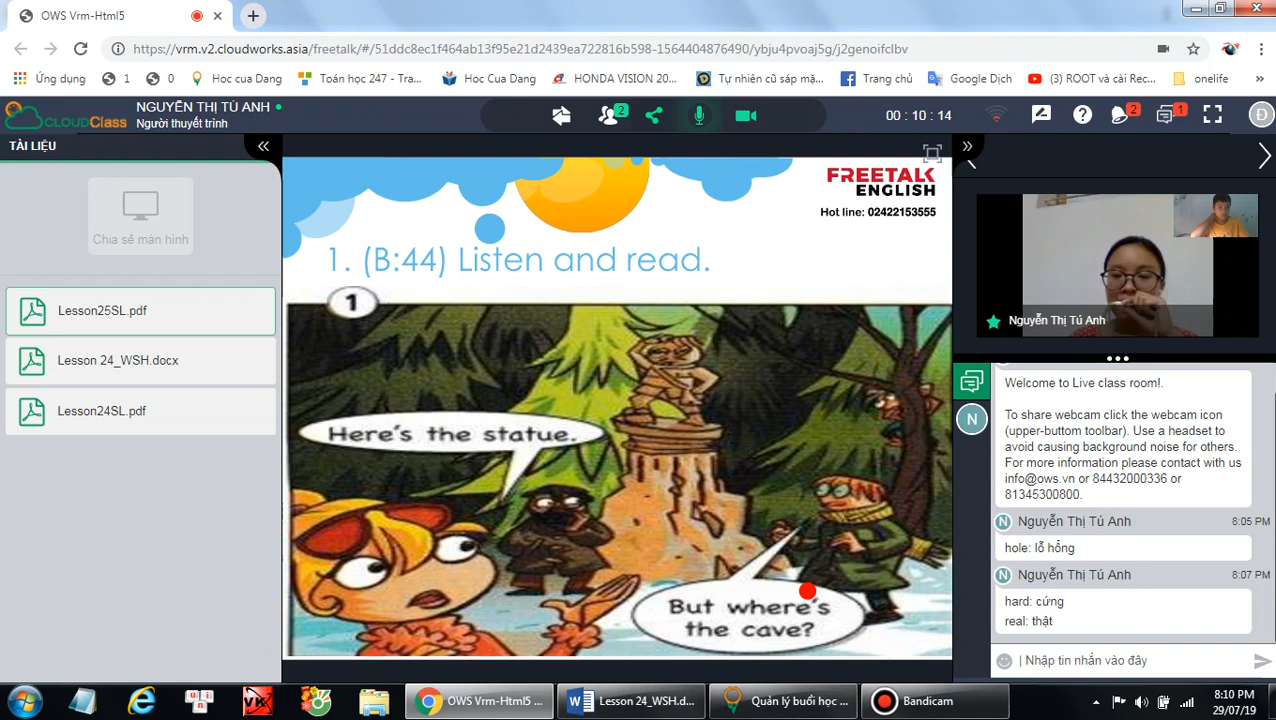 OWS Vrm-Html5
https://vrm.v2.cloudworks.asia/freetalk/#/51ddc8ec1f464ab13f95e21d2439ea722816b598-1564404876490/ybju4pvoaj5g/j2genoifclbv
Ứng dụng 1 0 Hoc cua Dang Toán học 247 - Tra... Học Cua Dang HONDA VISION 20... Tự nhiên cũ sáp mặ... Trang chủ Google Dịch (3) ROOT và cài Rec... onelife »
CLOUDClass
NGUYỄN THỊ TÚ ANH
Người thuyết trình
2
00 : 10 : 14
2
1
Đ
TÀI LIỆU
Chia sẻ màn hình
Lesson25SL.pdf
Lesson 24_WSH.docx
Lesson24SL.pdf
FREETALK
ENGLISH
Hot line: 02422153555
1. (B:44) Listen and read.
1
Here's the statue.
But where's
the cave?
Nguyễn Thị Tú Anh
Welcome to Live class room!.
To share webcam click the webcam icon
(upper-buttom toolbar). Use a headset to
avoid causing background noise for others.
For more information please contact with us
info@ows.vn or 84432000336 or
81345300800.
N
N Nguyễn Thị Tú Anh 8:05 PM
hole: lỗ hổng
N Nguyễn Thị Tú Anh 8:07 PM
hard: cứng
real: thật
Nhập tin nhắn vào đây
OWS Vrm-Html5 ...
Lesson 24_WSH.d...
Quản lý buổi học ...
Bandicam
8:10 PM
29/07/19